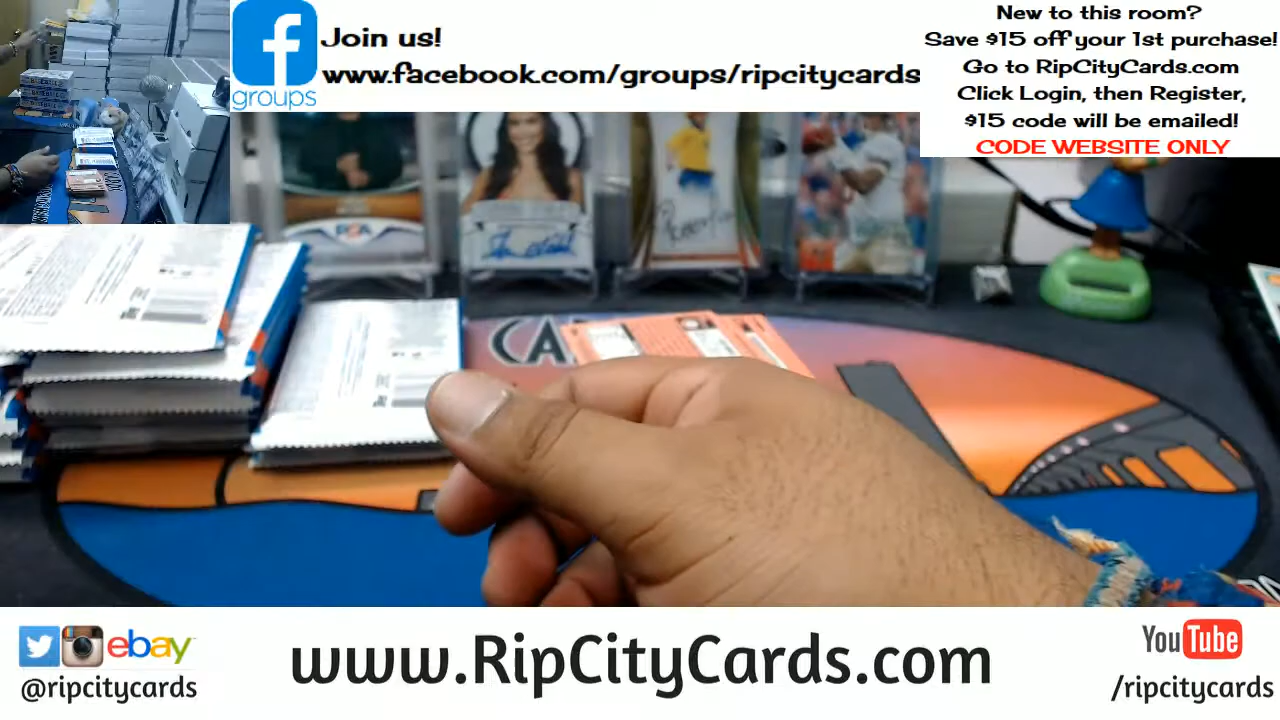 Join us!
www.facebook.com/groups/ripcitycards
groups
New to this room?
Save $15 off your 1st purchase!
Go to RipCityCards.com
Click Login, then Register,
$15 code will be emailed!
CODE WEBSITE ONLY
PSA
CA
ebay
@ripcitycards
www.RipCityCards.com
YouTube
/ripcitycards